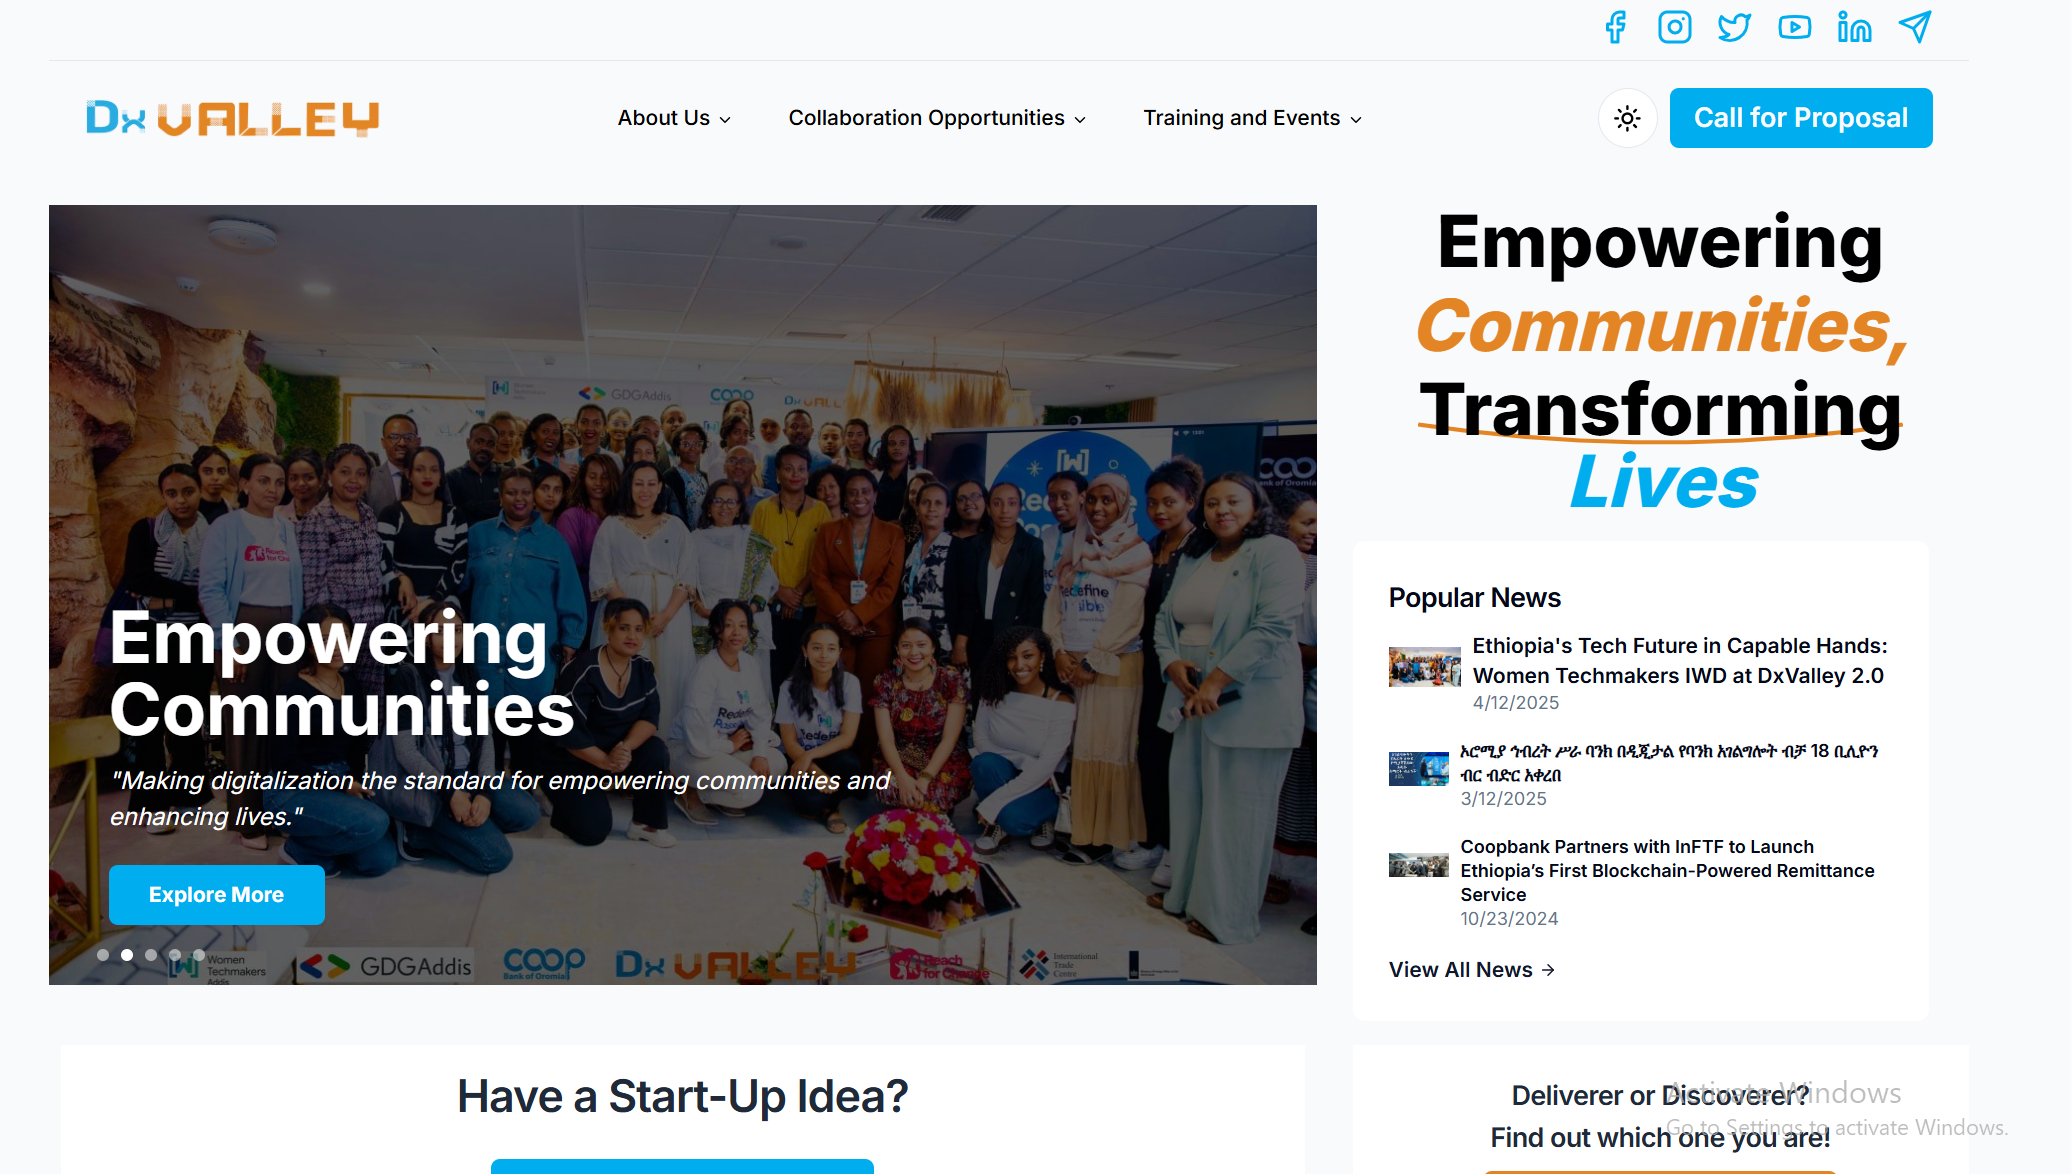 Dx VALLEY
About Us
Collaboration Opportunities
Training and Events
Call for Proposal
Empowering
Communities,
Transforming
Lives
GDGAddis
COOP
Empowering
Communities
"Making digitalization the standard for empowering communities and
enhancing lives."
Explore More
Women
Techmakers
Addis
GDGAddis
COOP
Bank of Oromia
Dx VALLEY
Reach
for Change
International
Trade
Centre
Popular News
Ethiopia's Tech Future in Capable Hands:
Women Techmakers IWD at DxValley 2.0
4/12/2025
ኦሮሚያ ኅብረት ሥራ ባንክ በዲጂታል የባንክ አገልግሎት ብቻ 18 ቢሊዮን
ብር ብድር አቀረበ
3/12/2025
Coopbank Partners with InFTF to Launch
Ethiopia’s First Blockchain-Powered Remittance
Service
10/23/2024
View All News →
Have a Start-Up Idea?
Deliverer or Discoverer?
Find out which one you are!
Activate Windows
Go to Settings to activate Windows.